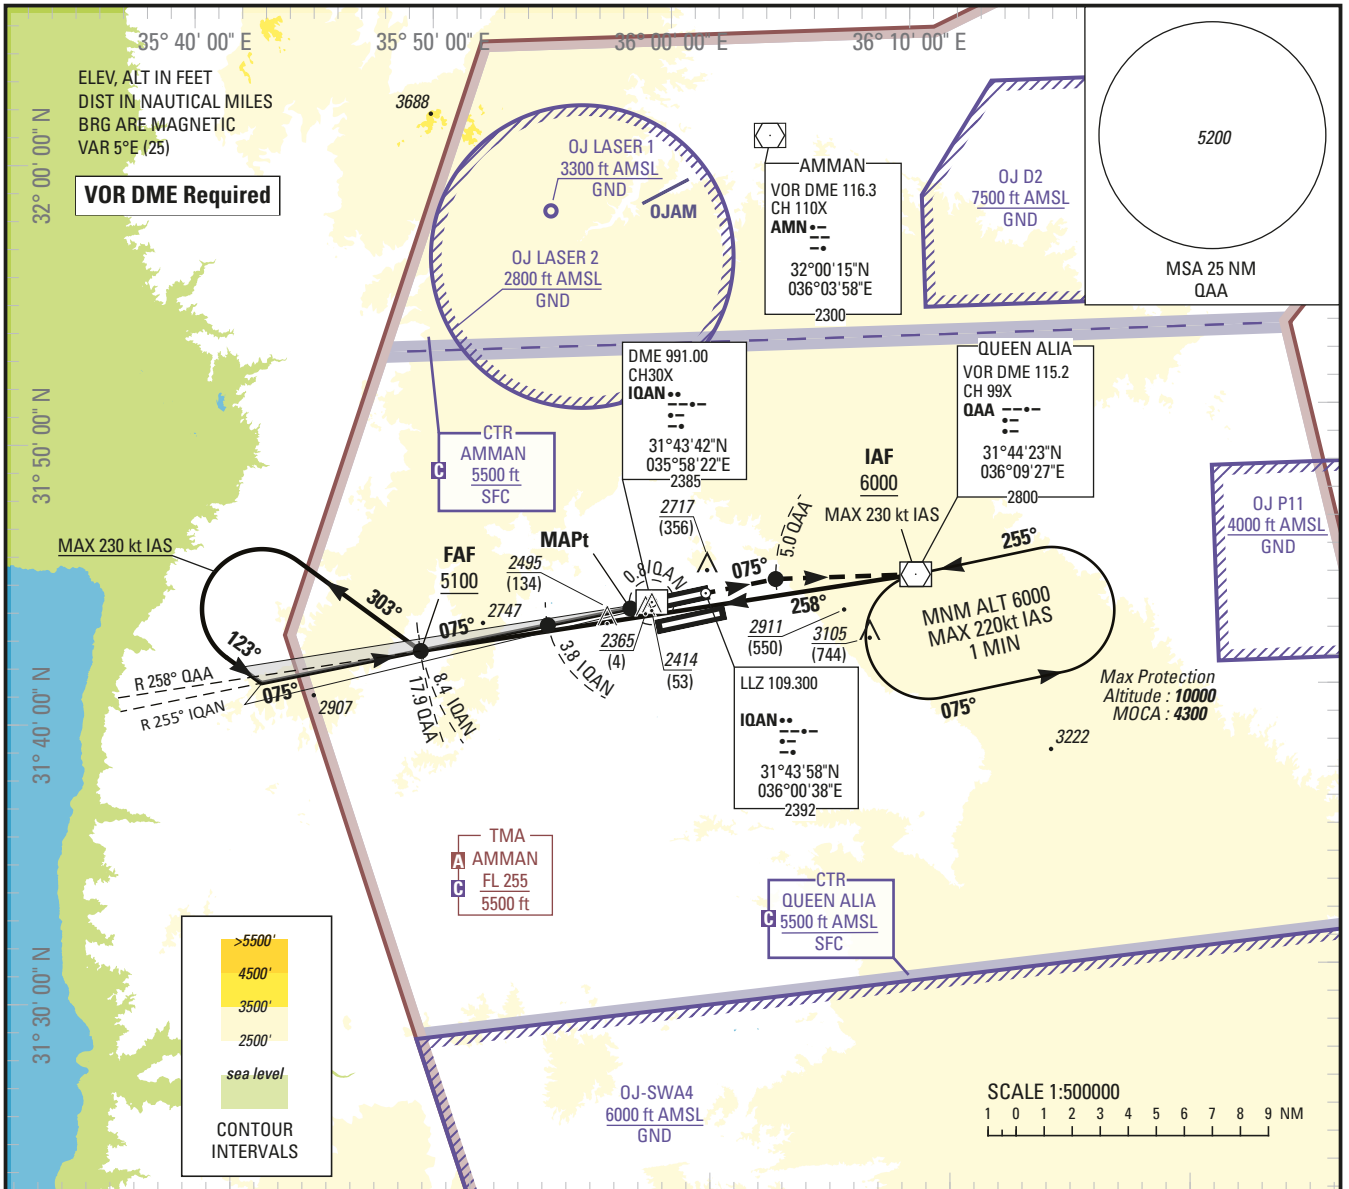 35° 40' 00" E
35° 50' 00" E
36° 00' 00" E
36° 10' 00" E
ELEV, ALT IN FEET
DIST IN NAUTICAL MILES
BRG ARE MAGNETIC
VAR 5°E (25)
VOR DME Required
3688
OJ LASER 1
3300 ft AMSL
GND
OJAM
OJ LASER 2
2800 ft AMSL
GND
AMMAN
VOR DME 116.3
CH 110X
AMN
32°00'15"N
036°03'58"E
2300
OJ D2
7500 ft AMSL
GND
5200
MSA 25 NM
QAA
32° 00' 00" N
31° 50' 00" N
31° 40' 00" N
31° 30' 00" N
DME 991.00
CH30X
IQAN
31°43'42"N
035°58'22"E
2385
QUEEN ALIA
VOR DME 115.2
CH 99X
QAA
31°44'23"N
036°09'27"E
2800
CTR
AMMAN
5500 ft
SFC
C
IAF
6000
MAX 230 kt IAS
OJ P11
4000 ft AMSL
GND
MAX 230 kt IAS
FAF
5100
MAPt
2495
(134)
2717
(356)
0.8IQAN
5.0 QAA
075°
255°
303°
123°
075°
2747
258°
MNM ALT 6000
MAX 220kt IAS
1 MIN
2911
(550)
3105
(744)
2365
(4)
2414
(53)
3.8 IQAN
R 258° QAA
R 255° IQAN
075°
2907
8.4 IQAN
17.9 QAA
075°
Max Protection
Altitude : 10000
MOCA : 4300
3222
LLZ 109.300
IQAN
31°43'58"N
036°00'38"E
2392
TMA
A AMMAN
C FL 255
5500 ft
CTR
QUEEN ALIA
C 5500 ft AMSL
SFC
>5500'
4500'
3500'
2500'
sea level
CONTOUR
INTERVALS
OJ-SWA4
6000 ft AMSL
GND
SCALE 1:500000
1 0 1 2 3 4 5 6 7 8 9 NM